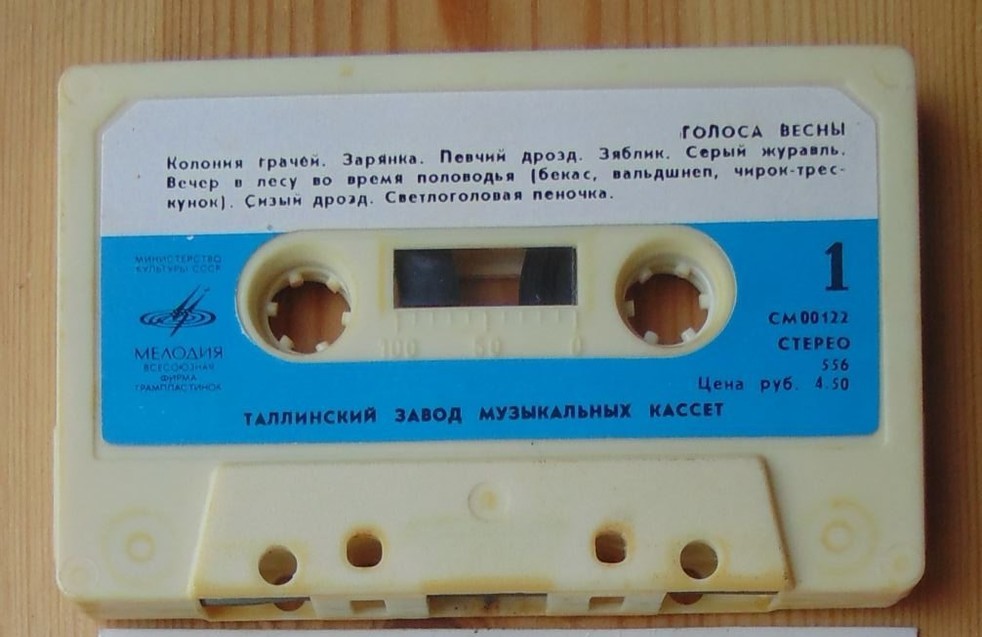 ГОЛОСА ВЕСНЫ
Колония грачей. Зарянка. Певчий дрозд. Зяблик. Серый журавль.
Вечер в лесу во время половодья (бекас, вальдшнеп, чирок-трес-
кунок). Сизый дрозд. Светлоголовая пеночка.
МИНИСТЕРСТВО
КУЛЬТУРЫ СССР
МЕЛОДИЯ
ВСЕСОЮЗНАЯ
ФИРМА
ГРАМПЛАСТИНОК
100 50 0
1
СМ00122
СТЕРЕО
556
Цена руб. 4-50
ТАЛЛИНСКИЙ ЗАВОД МУЗЫКАЛЬНЫХ КАССЕТ